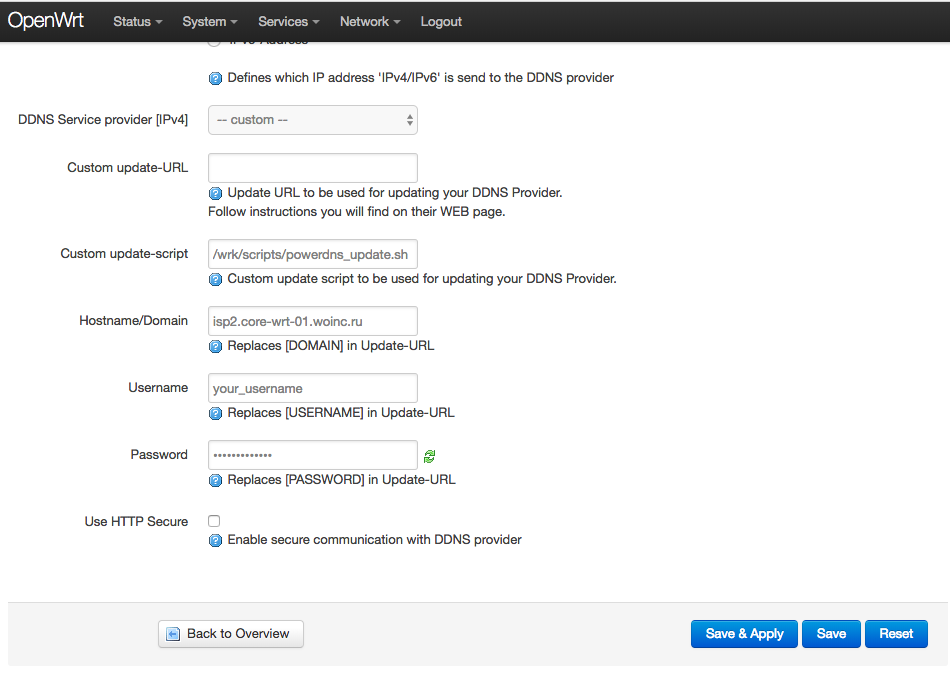 OpenWrt Status System Services Network Logout
Defines which IP address 'IPv4/IPv6' is send to the DDNS provider
DDNS Service provider [IPv4] -- custom --
Custom update-URL
Update URL to be used for updating your DDNS Provider.
Follow instructions you will find on their WEB page.
Custom update-script /wrk/scripts/powerdns_update.sh
Custom update script to be used for updating your DDNS Provider.
Hostname/Domain isp2.core-wrt-01.woinc.ru
Replaces [DOMAIN] in Update-URL
Username your_username
Replaces [USERNAME] in Update-URL
Password •••••••••••••
Replaces [PASSWORD] in Update-URL
Use HTTP Secure
Enable secure communication with DDNS provider
Back to Overview Save & Apply Save Reset